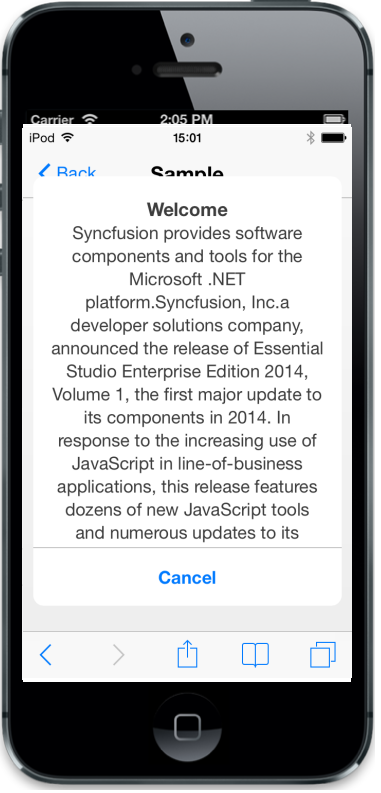 Carrier 2:05 PM
iPod 15:01
Back Sample
Welcome
Syncfusion provides software
components and tools for the
Microsoft .NET
platform.Syncfusion, Inc.a
developer solutions company,
announced the release of Essential
Studio Enterprise Edition 2014,
Volume 1, the first major update to
its components in 2014. In
response to the increasing use of
JavaScript in line-of-business
applications, this release features
dozens of new JavaScript tools
and numerous updates to its
Cancel